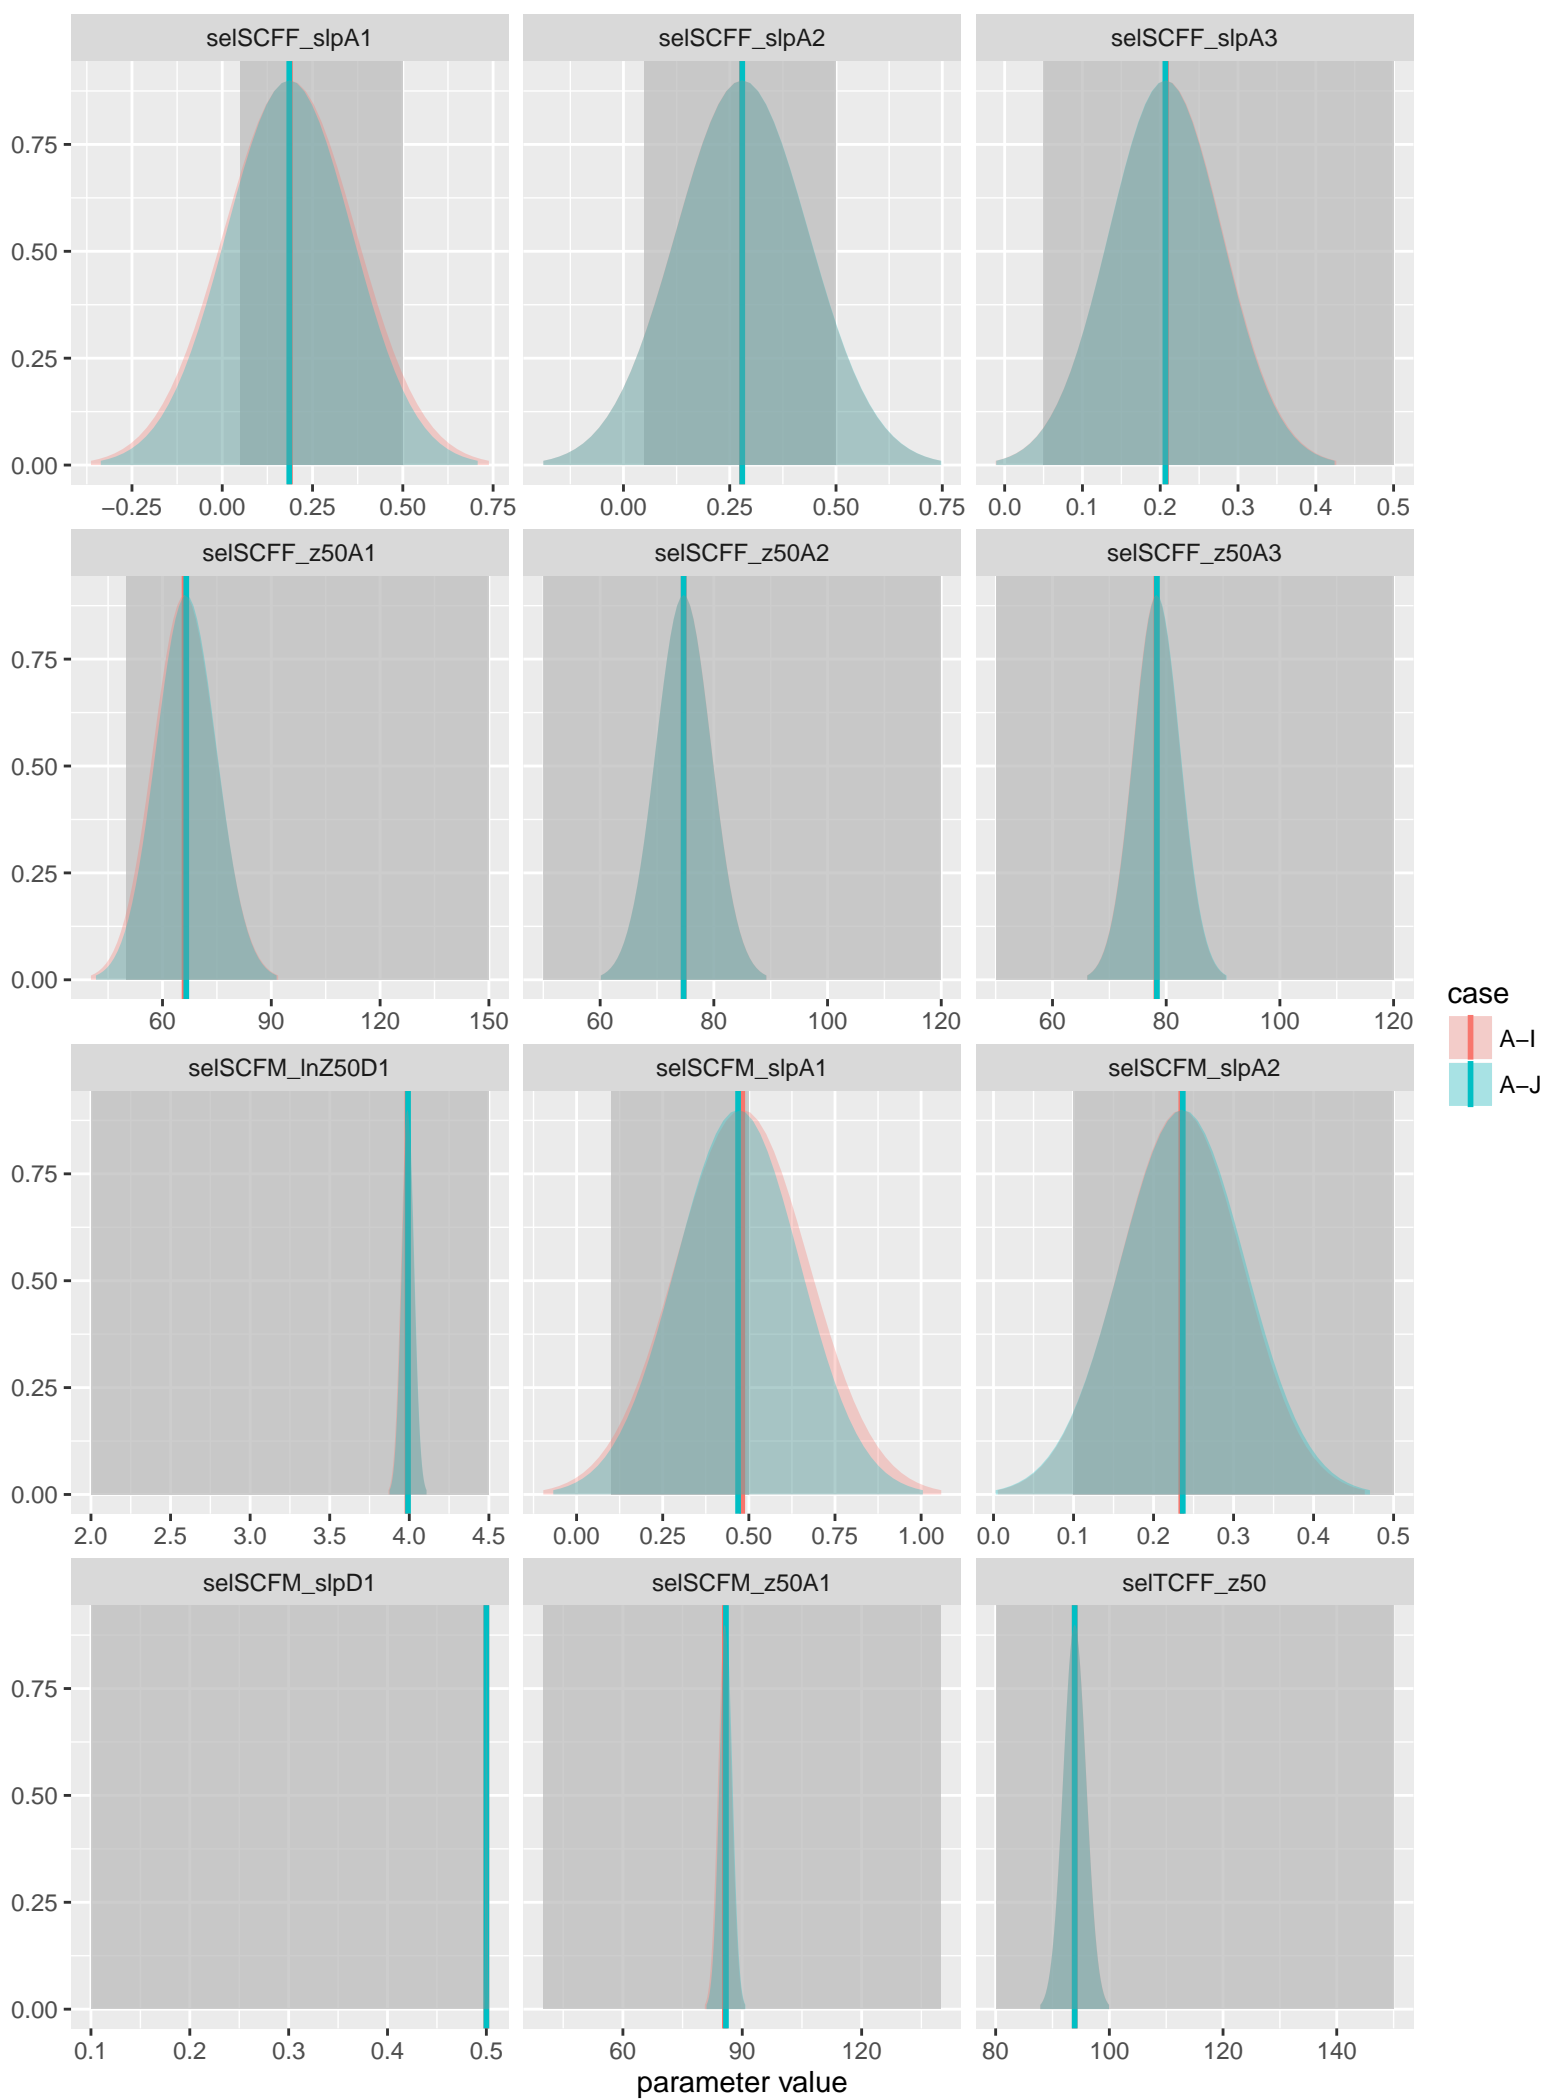 selSCFF_slpA1 selSCFF_slpA2 selSCFF_slpA3
0.75
0.50
0.25
0.00
−0.25 0.00 0.25 0.50 0.75 0.00 0.25 0.50 0.75 0.0 0.1 0.2 0.3 0.4 0.5
selSCFF_z50A1 selSCFF_z50A2 selSCFF_z50A3
0.75
0.50
0.25
0.00
60 90 120 150 60 80 100 120 60 80 100 120
case
A−I
A−J
selSCFM_lnZ50D1 selSCFM_slpA1 selSCFM_slpA2
0.75
0.50
0.25
0.00
2.0 2.5 3.0 3.5 4.0 4.5 0.00 0.25 0.50 0.75 1.00 0.0 0.1 0.2 0.3 0.4 0.5
selSCFM_slpD1 selSCFM_z50A1 selTCFF_z50
0.75
0.50
0.25
0.00
0.1 0.2 0.3 0.4 0.5 60 90 120 80 100 120 140
parameter value